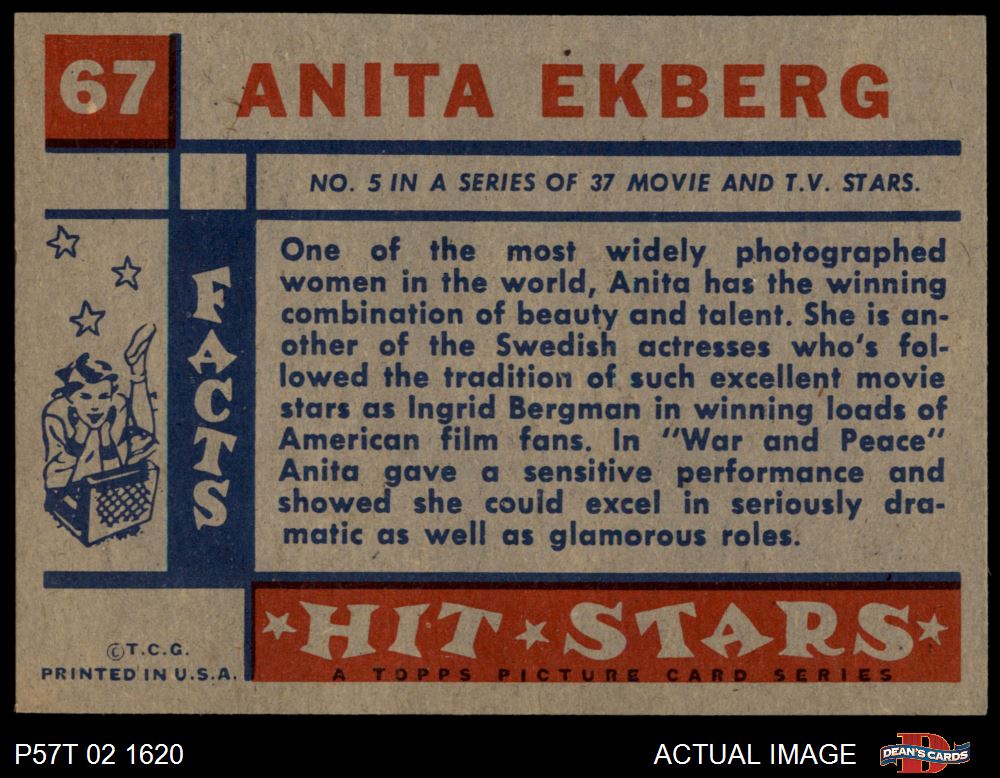 67
ANITA EKBERG
NO. 5 IN A SERIES OF 37 MOVIE AND T.V. STARS.
FACTS
One of the most widely photographed
women in the world, Anita has the winning
combination of beauty and talent. She is an-
other of the Swedish actresses who's fol-
lowed the tradition of such excellent movie
stars as Ingrid Bergman in winning loads of
American film fans. In "War and Peace"
Anita gave a sensitive performance and
showed she could excel in seriously dra-
matic as well as glamorous roles.
©T.C.G.
PRINTED IN U.S.A.
HIT STARS
A TOPPS PICTURE CARD SERIES
P57T 02 1620
ACTUAL IMAGE
D
DEAN'S CARDS